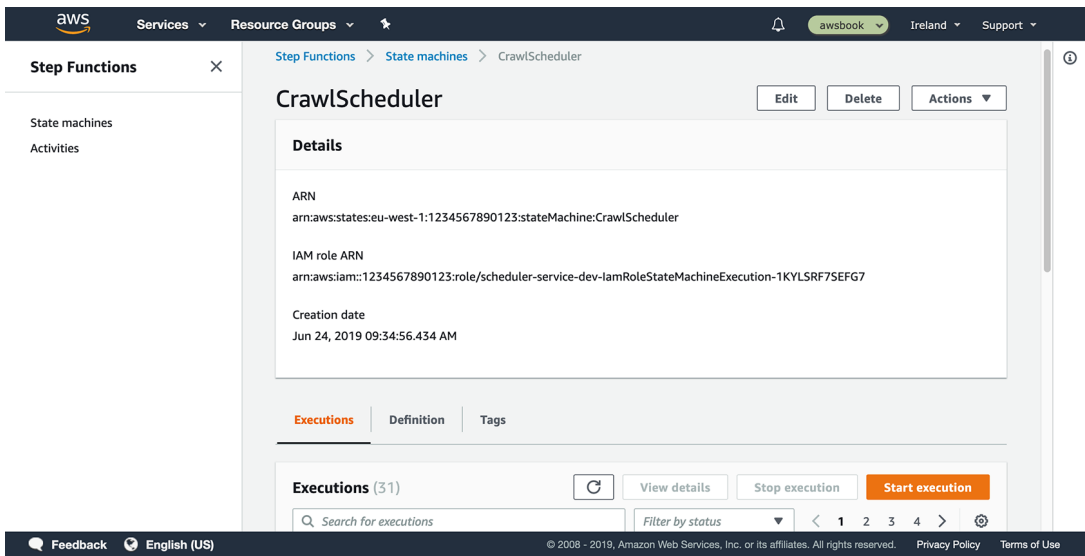 aws Services Resource Groups awsbook Ireland Support
Step Functions
State machines
Activities
Step Functions > State machines > CrawlScheduler
CrawlScheduler
Edit Delete Actions
Details
ARN
arn:aws:states:eu-west-1:1234567890123:stateMachine:CrawlScheduler
IAM role ARN
arn:aws:iam::1234567890123:role/scheduler-service-dev-IamRoleStateMachineExecution-1KYLSRF7SEFG7
Creation date
Jun 24, 2019 09:34:56.434 AM
Executions Definition Tags
Executions (31) View details Stop execution Start execution
Search for executions Filter by status < 1 2 3 4 >
Feedback English (US) © 2008 - 2019, Amazon Web Services, Inc. or its affiliates. All rights reserved. Privacy Policy Terms of Use